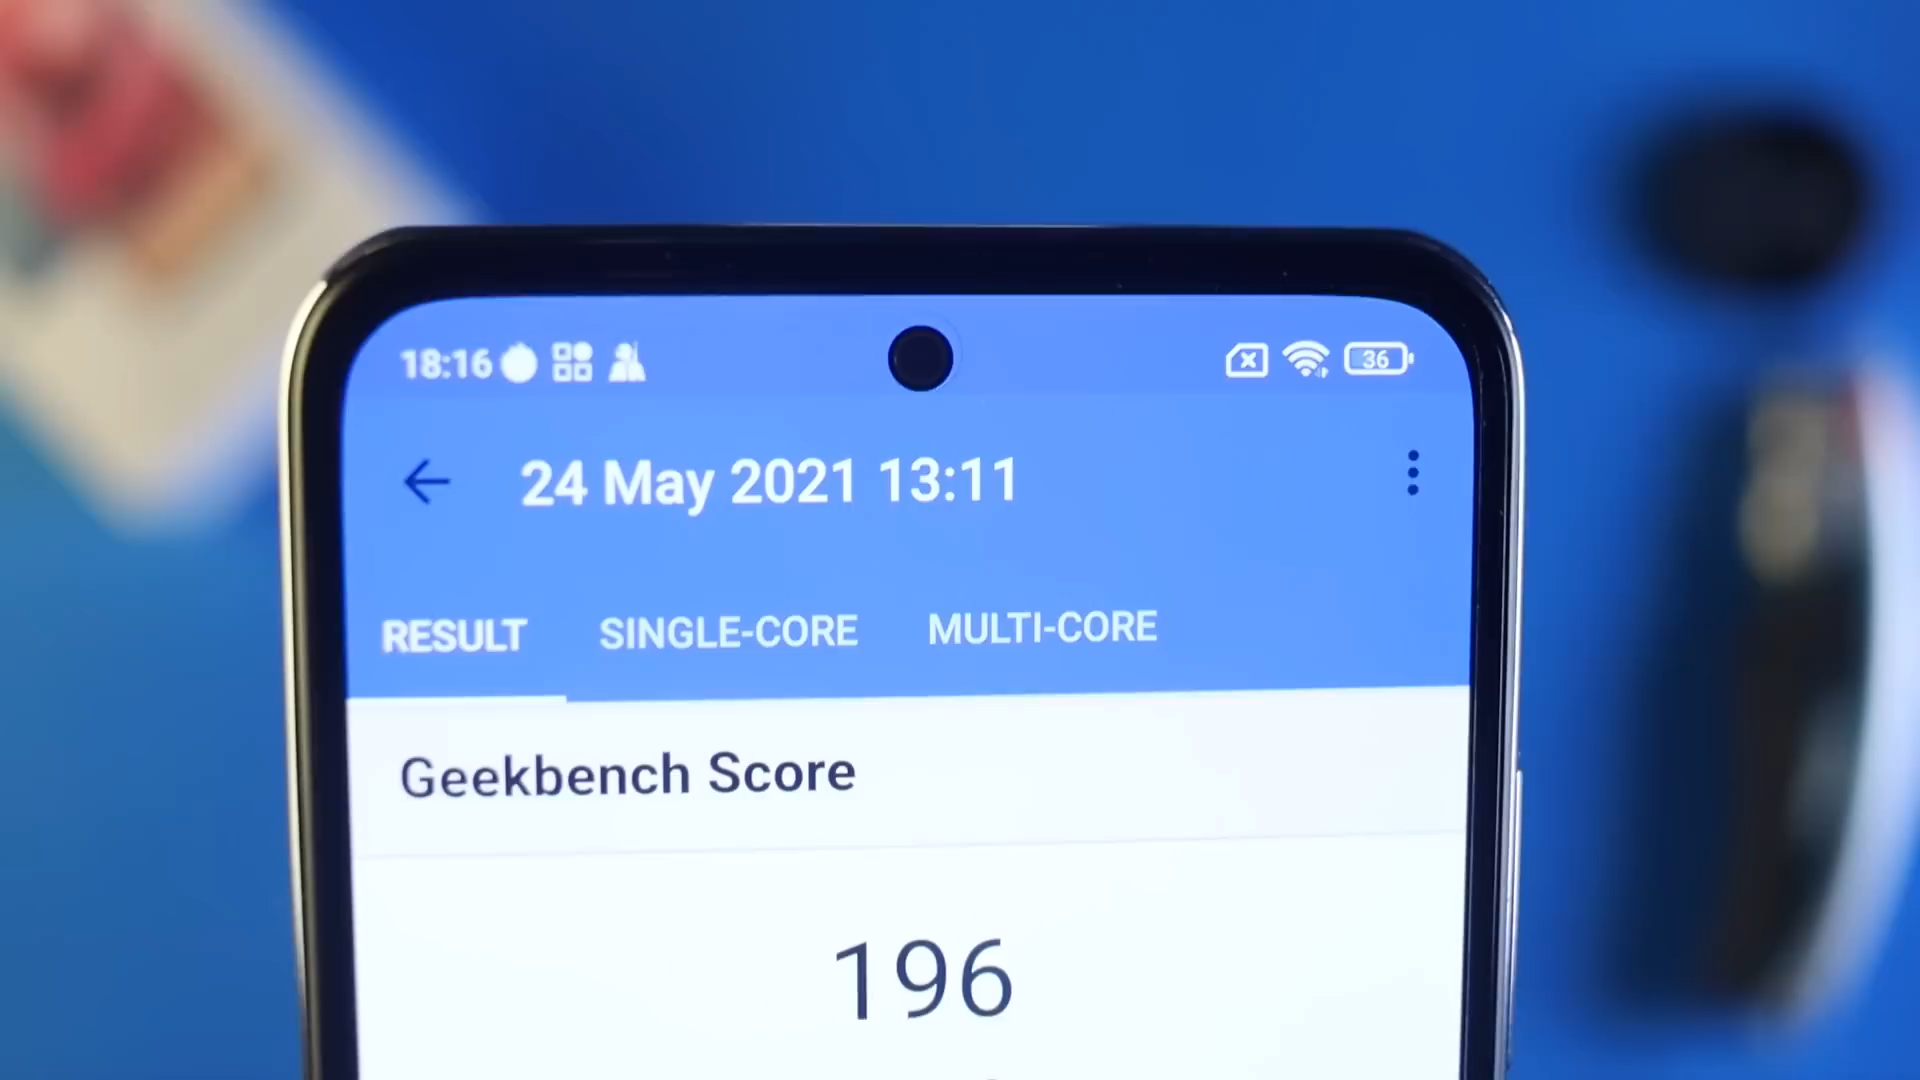 18:16 36
24 May 2021 13:11
RESULT SINGLE-CORE MULTI-CORE
Geekbench Score
196